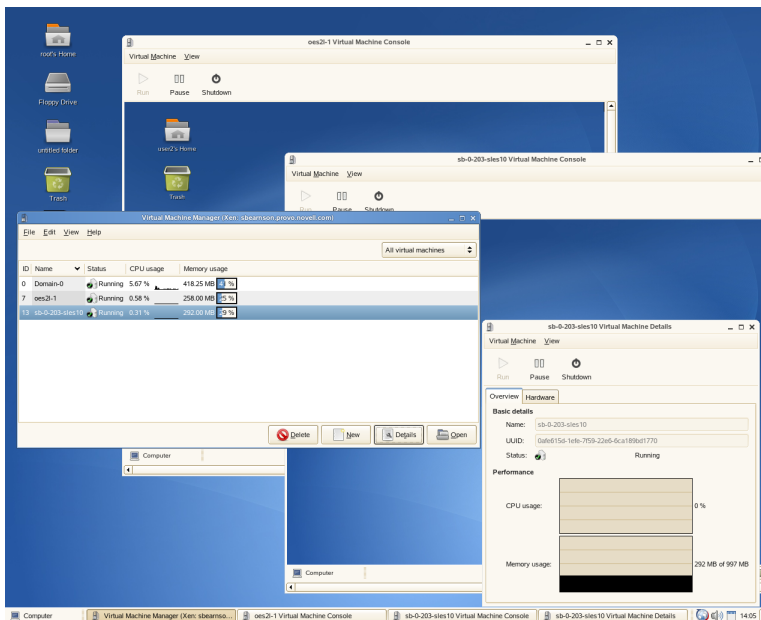 root's Home
Floppy Drive
untitled folder
Trash
oes2l-1 Virtual Machine Console
Virtual Machine View
Run Pause Shutdown
user2's Home
Trash
Computer
sb-0-203-sles10 Virtual Machine Console
Virtual Machine View
Run Pause Shutdown
Computer
Virtual Machine Manager (Xen: sbearnson.provo.novell.com)
File Edit View Help
All virtual machines
ID Name Status CPU usage Memory usage
0 Domain-0 Running 5.67 % 418.25 MB %
7 oes2l-1 Running 0.58 % 258.00 MB 5 %
13 sb-0-203-sles10 Running 0.31 % 292.00 MB 9 %
Delete New Details Open
sb-0-203-sles10 Virtual Machine Details
Virtual Machine View
Run Pause Shutdown
Overview Hardware
Basic details
Name: sb-0-203-sles10
UUID: 0afe615d-1efe-7f59-22e6-6ca189bd1770
Status: Running
Performance
CPU usage: 0 %
Memory usage: 292 MB of 997 MB
Computer Virtual Machine Manager (Xen: sbearnso... oes2l-1 Virtual Machine Console sb-0-203-sles10 Virtual Machine Console sb-0-203-sles10 Virtual Machine Details 14:05